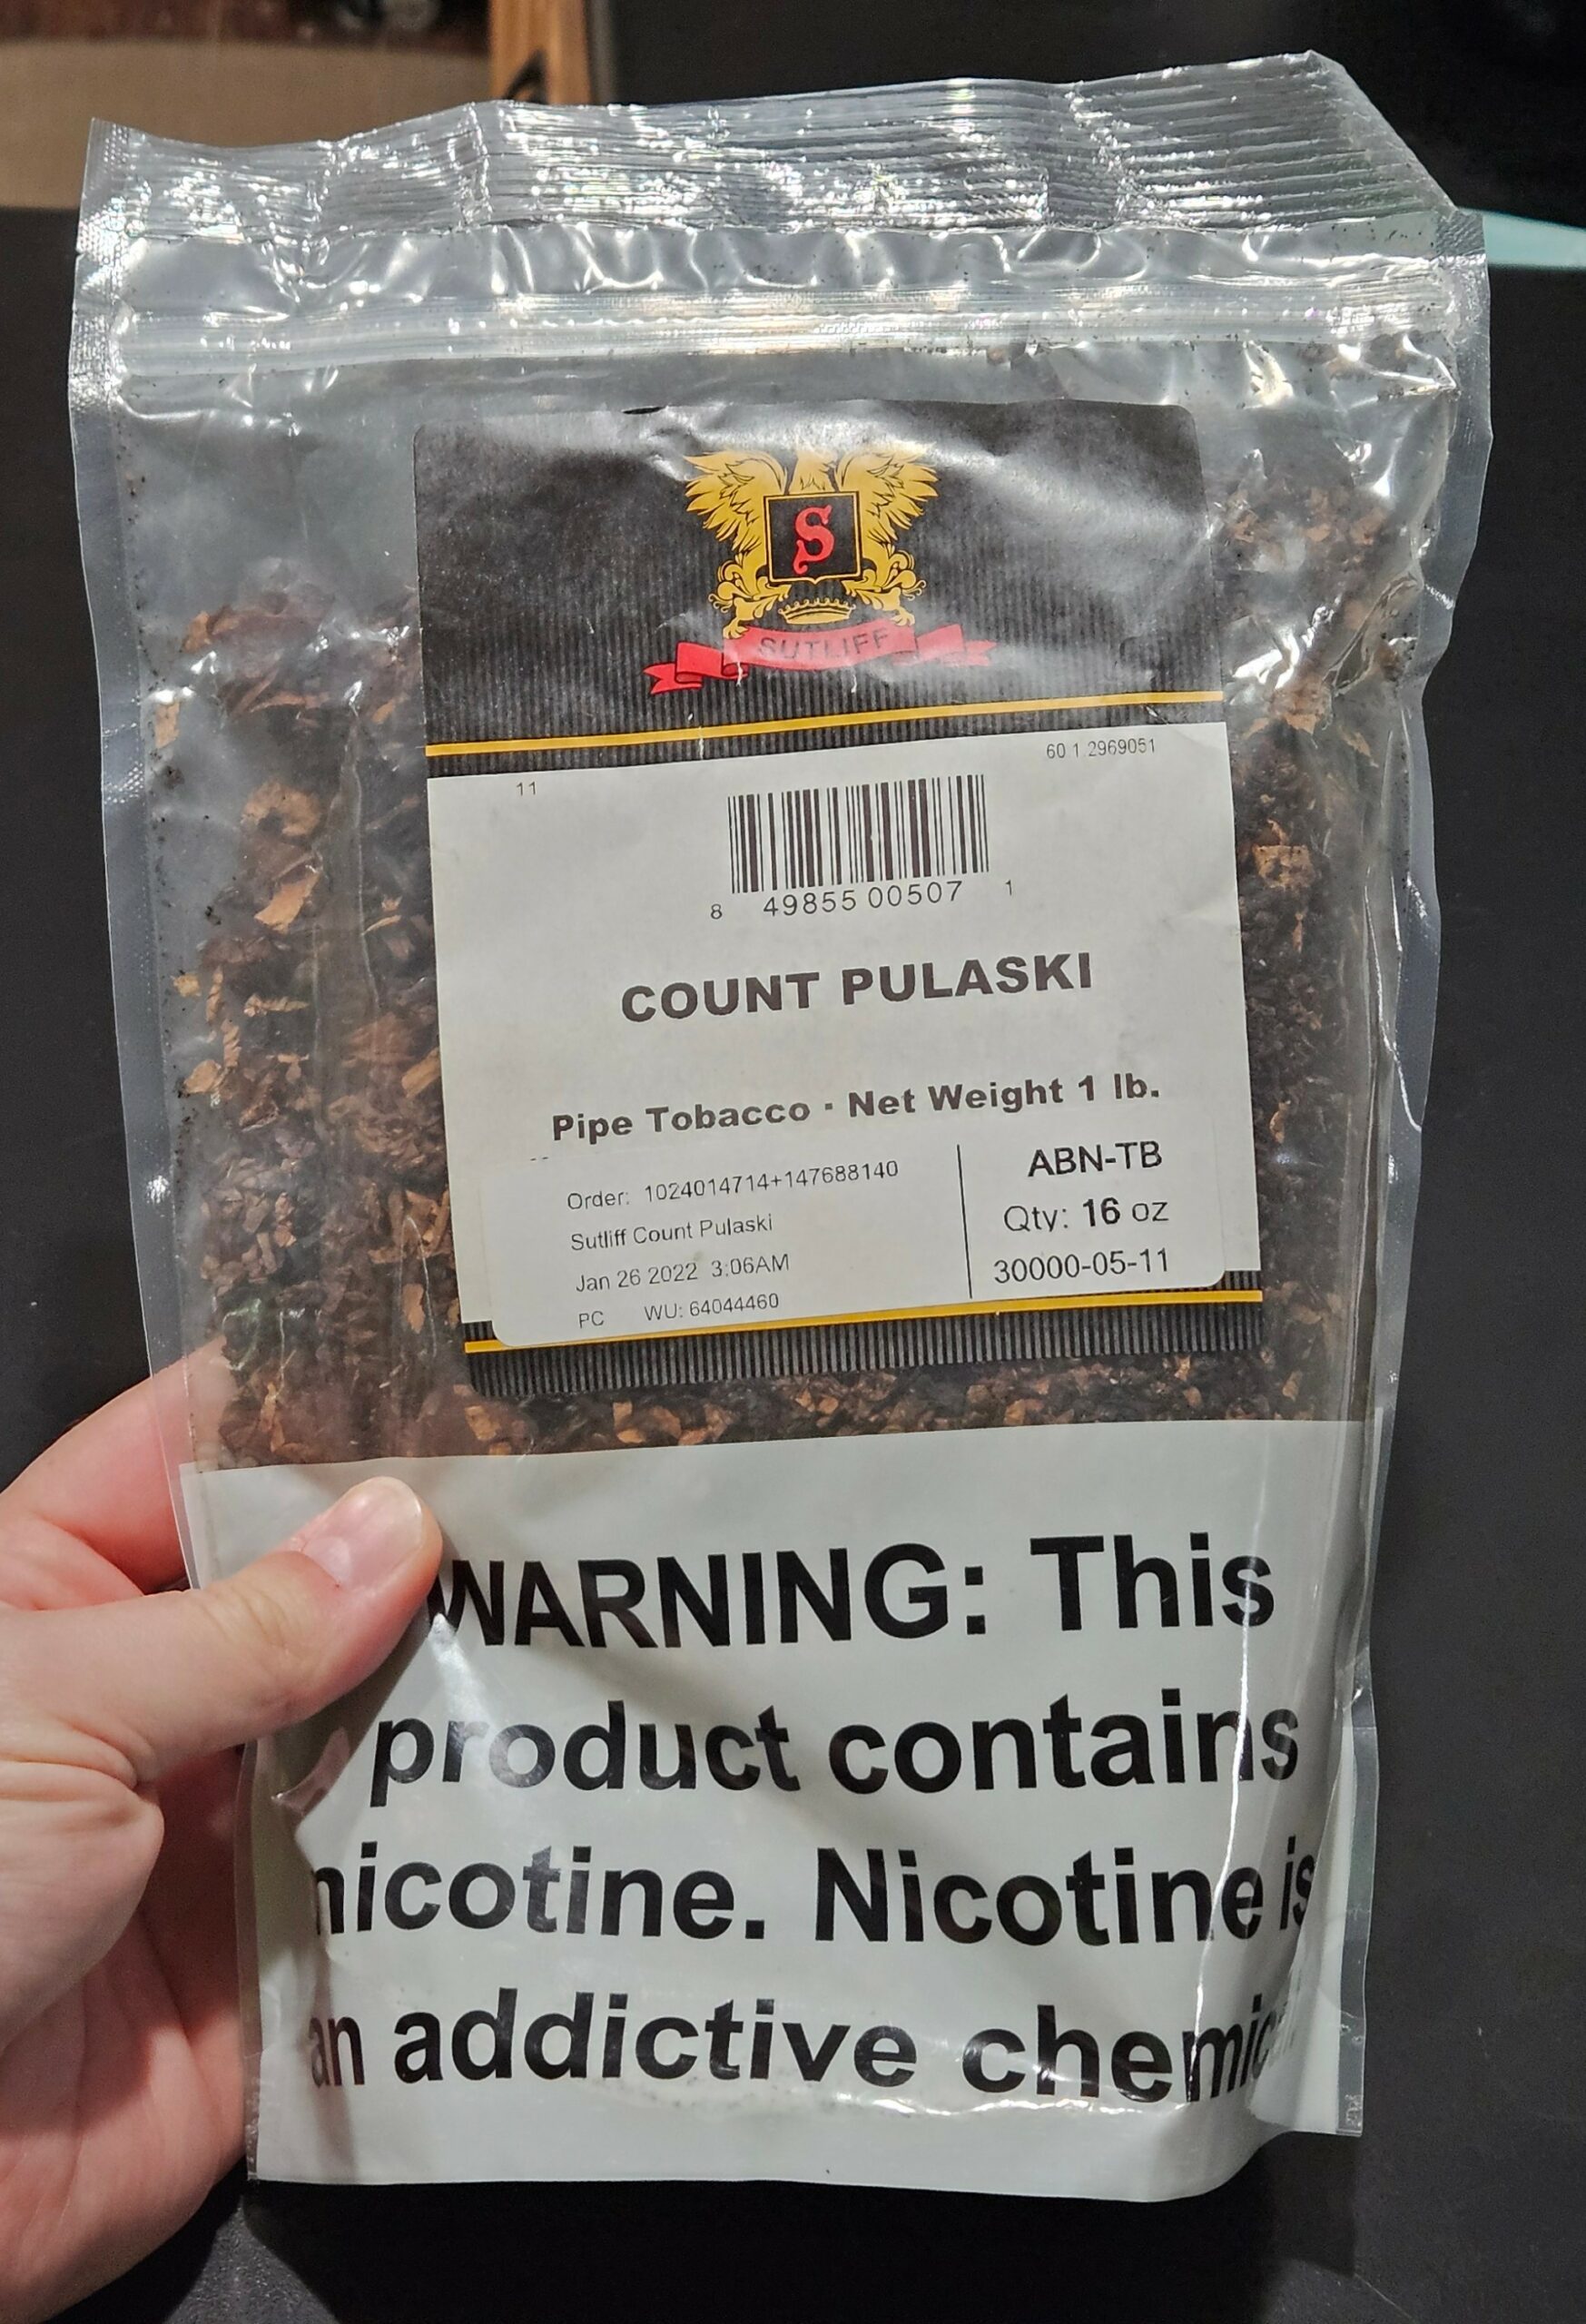 S
SUTLIFF
11
60 1.2969051
8 49855 00507 1
COUNT PULASKI
Pipe Tobacco · Net Weight 1 lb.
Order: 1024014714+147688140
Sutliff Count Pulaski
Jan 26 2022 3:06AM
PC WU: 64044460
ABN-TB
Qty: 16 oz
30000-05-11
WARNING: This
product contains
nicotine. Nicotine is
an addictive chemic